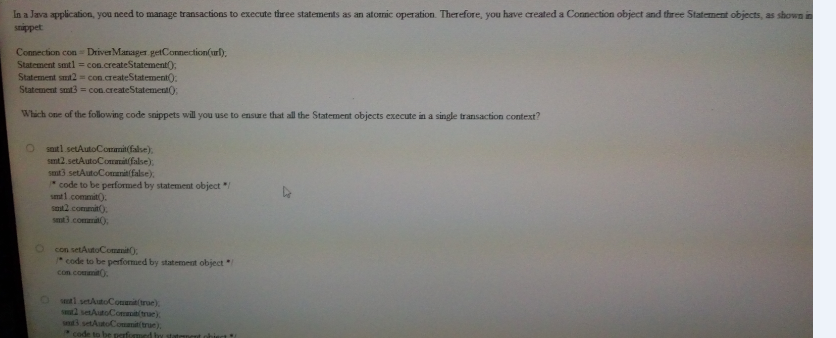 In a Java application, you need to manage transactions to execute three statements as an atomic operation. Therefore, you have created a Connection object and three Statement objects, as shown in
snippet.
Connection con = DriverManager.getConnection(url);
Statement smt1 = con.createStatement();
Statement smt2 = con.createStatement();
Statement smt3 = con.createStatement();
Which one of the following code snippets will you use to ensure that all the Statement objects execute in a single transaction context?
smt1.setAutoCommit(false);
smt2.setAutoCommit(false);
smt3.setAutoCommit(false);
/* code to be performed by statement object */
smt1.commit();
smt2.commit();
smt3.commit();
con.setAutoCommit();
/* code to be performed by statement object */
con.commit();
smt1.setAutoCommit(true);
smt2.setAutoCommit(true);
smt3.setAutoCommit(true);
/* code to be performed by statement object */